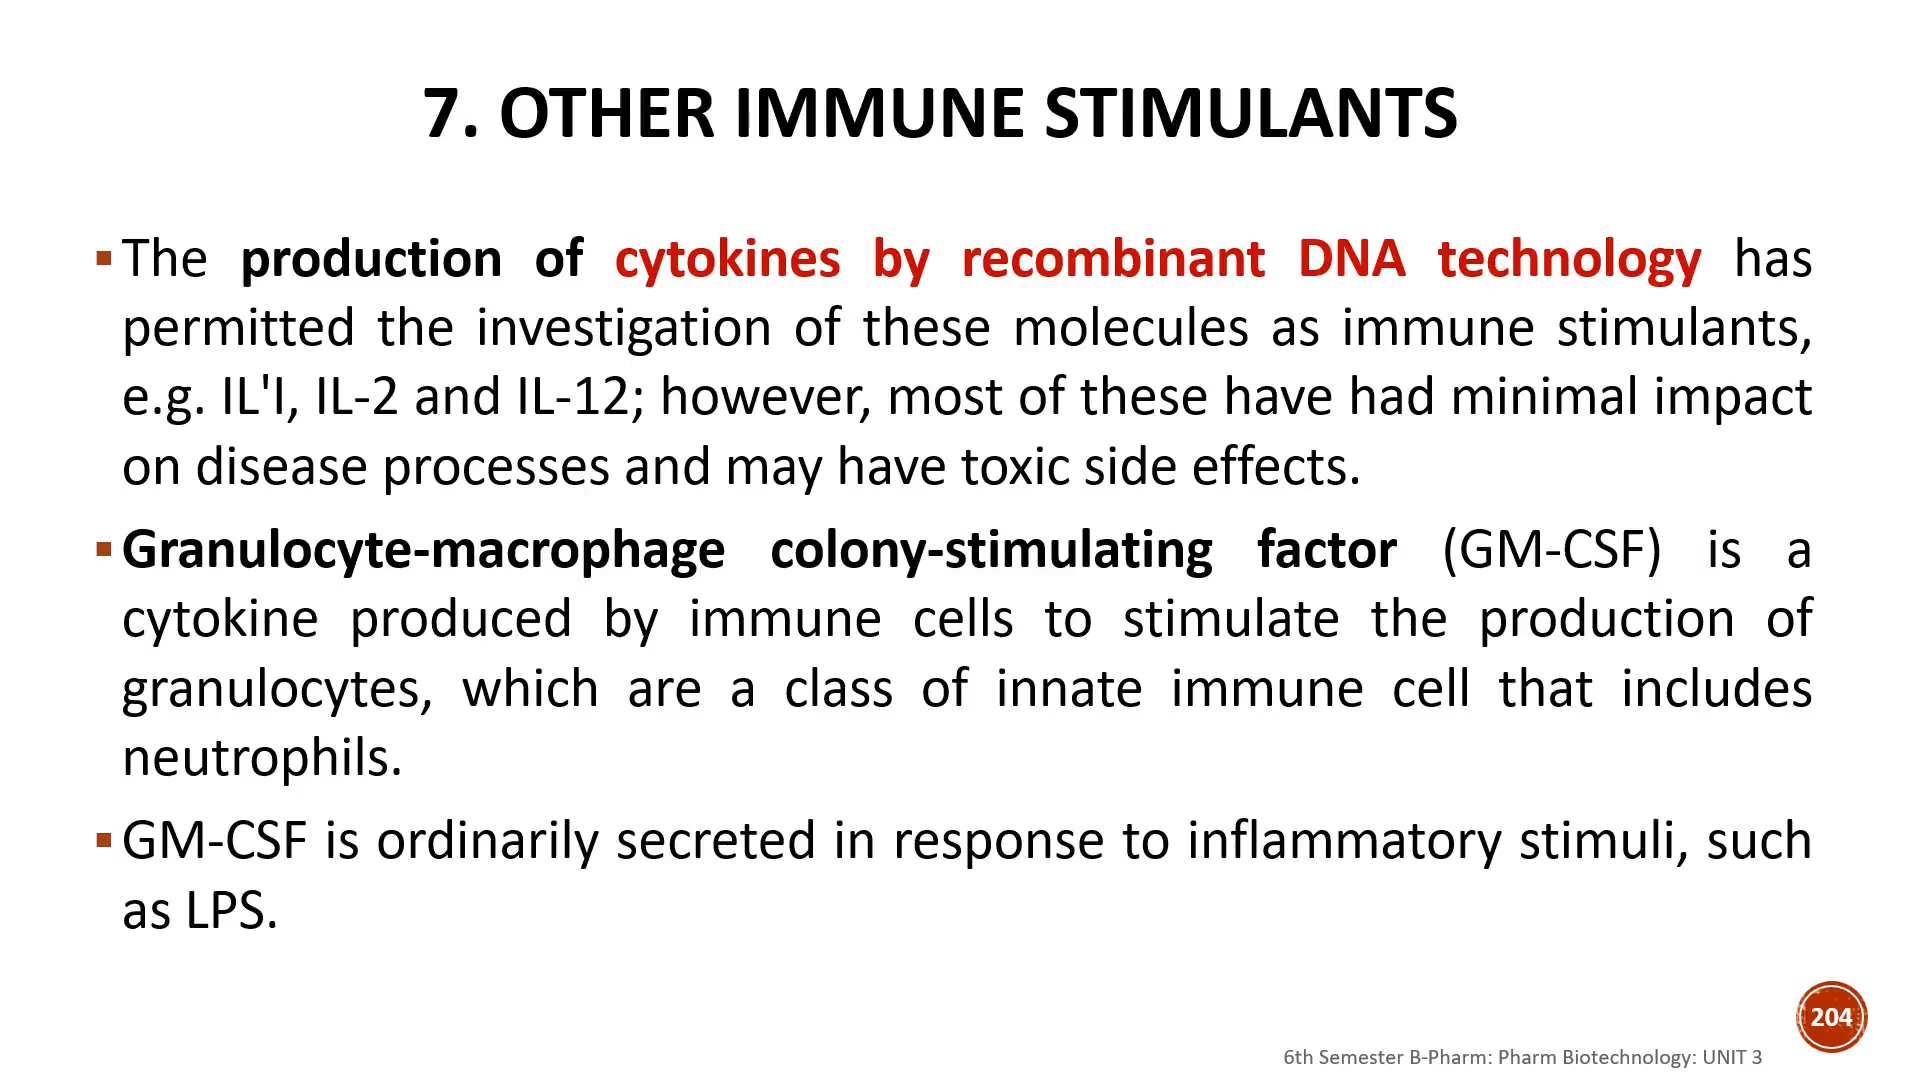 7. OTHER IMMUNE STIMULANTS
▪The production of cytokines by recombinant DNA technology has
permitted the investigation of these molecules as immune stimulants,
e.g. IL'I, IL-2 and IL-12; however, most of these have had minimal impact
on disease processes and may have toxic side effects.
▪Granulocyte-macrophage colony-stimulating factor (GM-CSF) is a
cytokine produced by immune cells to stimulate the production of
granulocytes, which are a class of innate immune cell that includes
neutrophils.
▪GM-CSF is ordinarily secreted in response to inflammatory stimuli, such
as LPS.
204
6th Semester B-Pharm: Pharm Biotechnology: UNIT 3